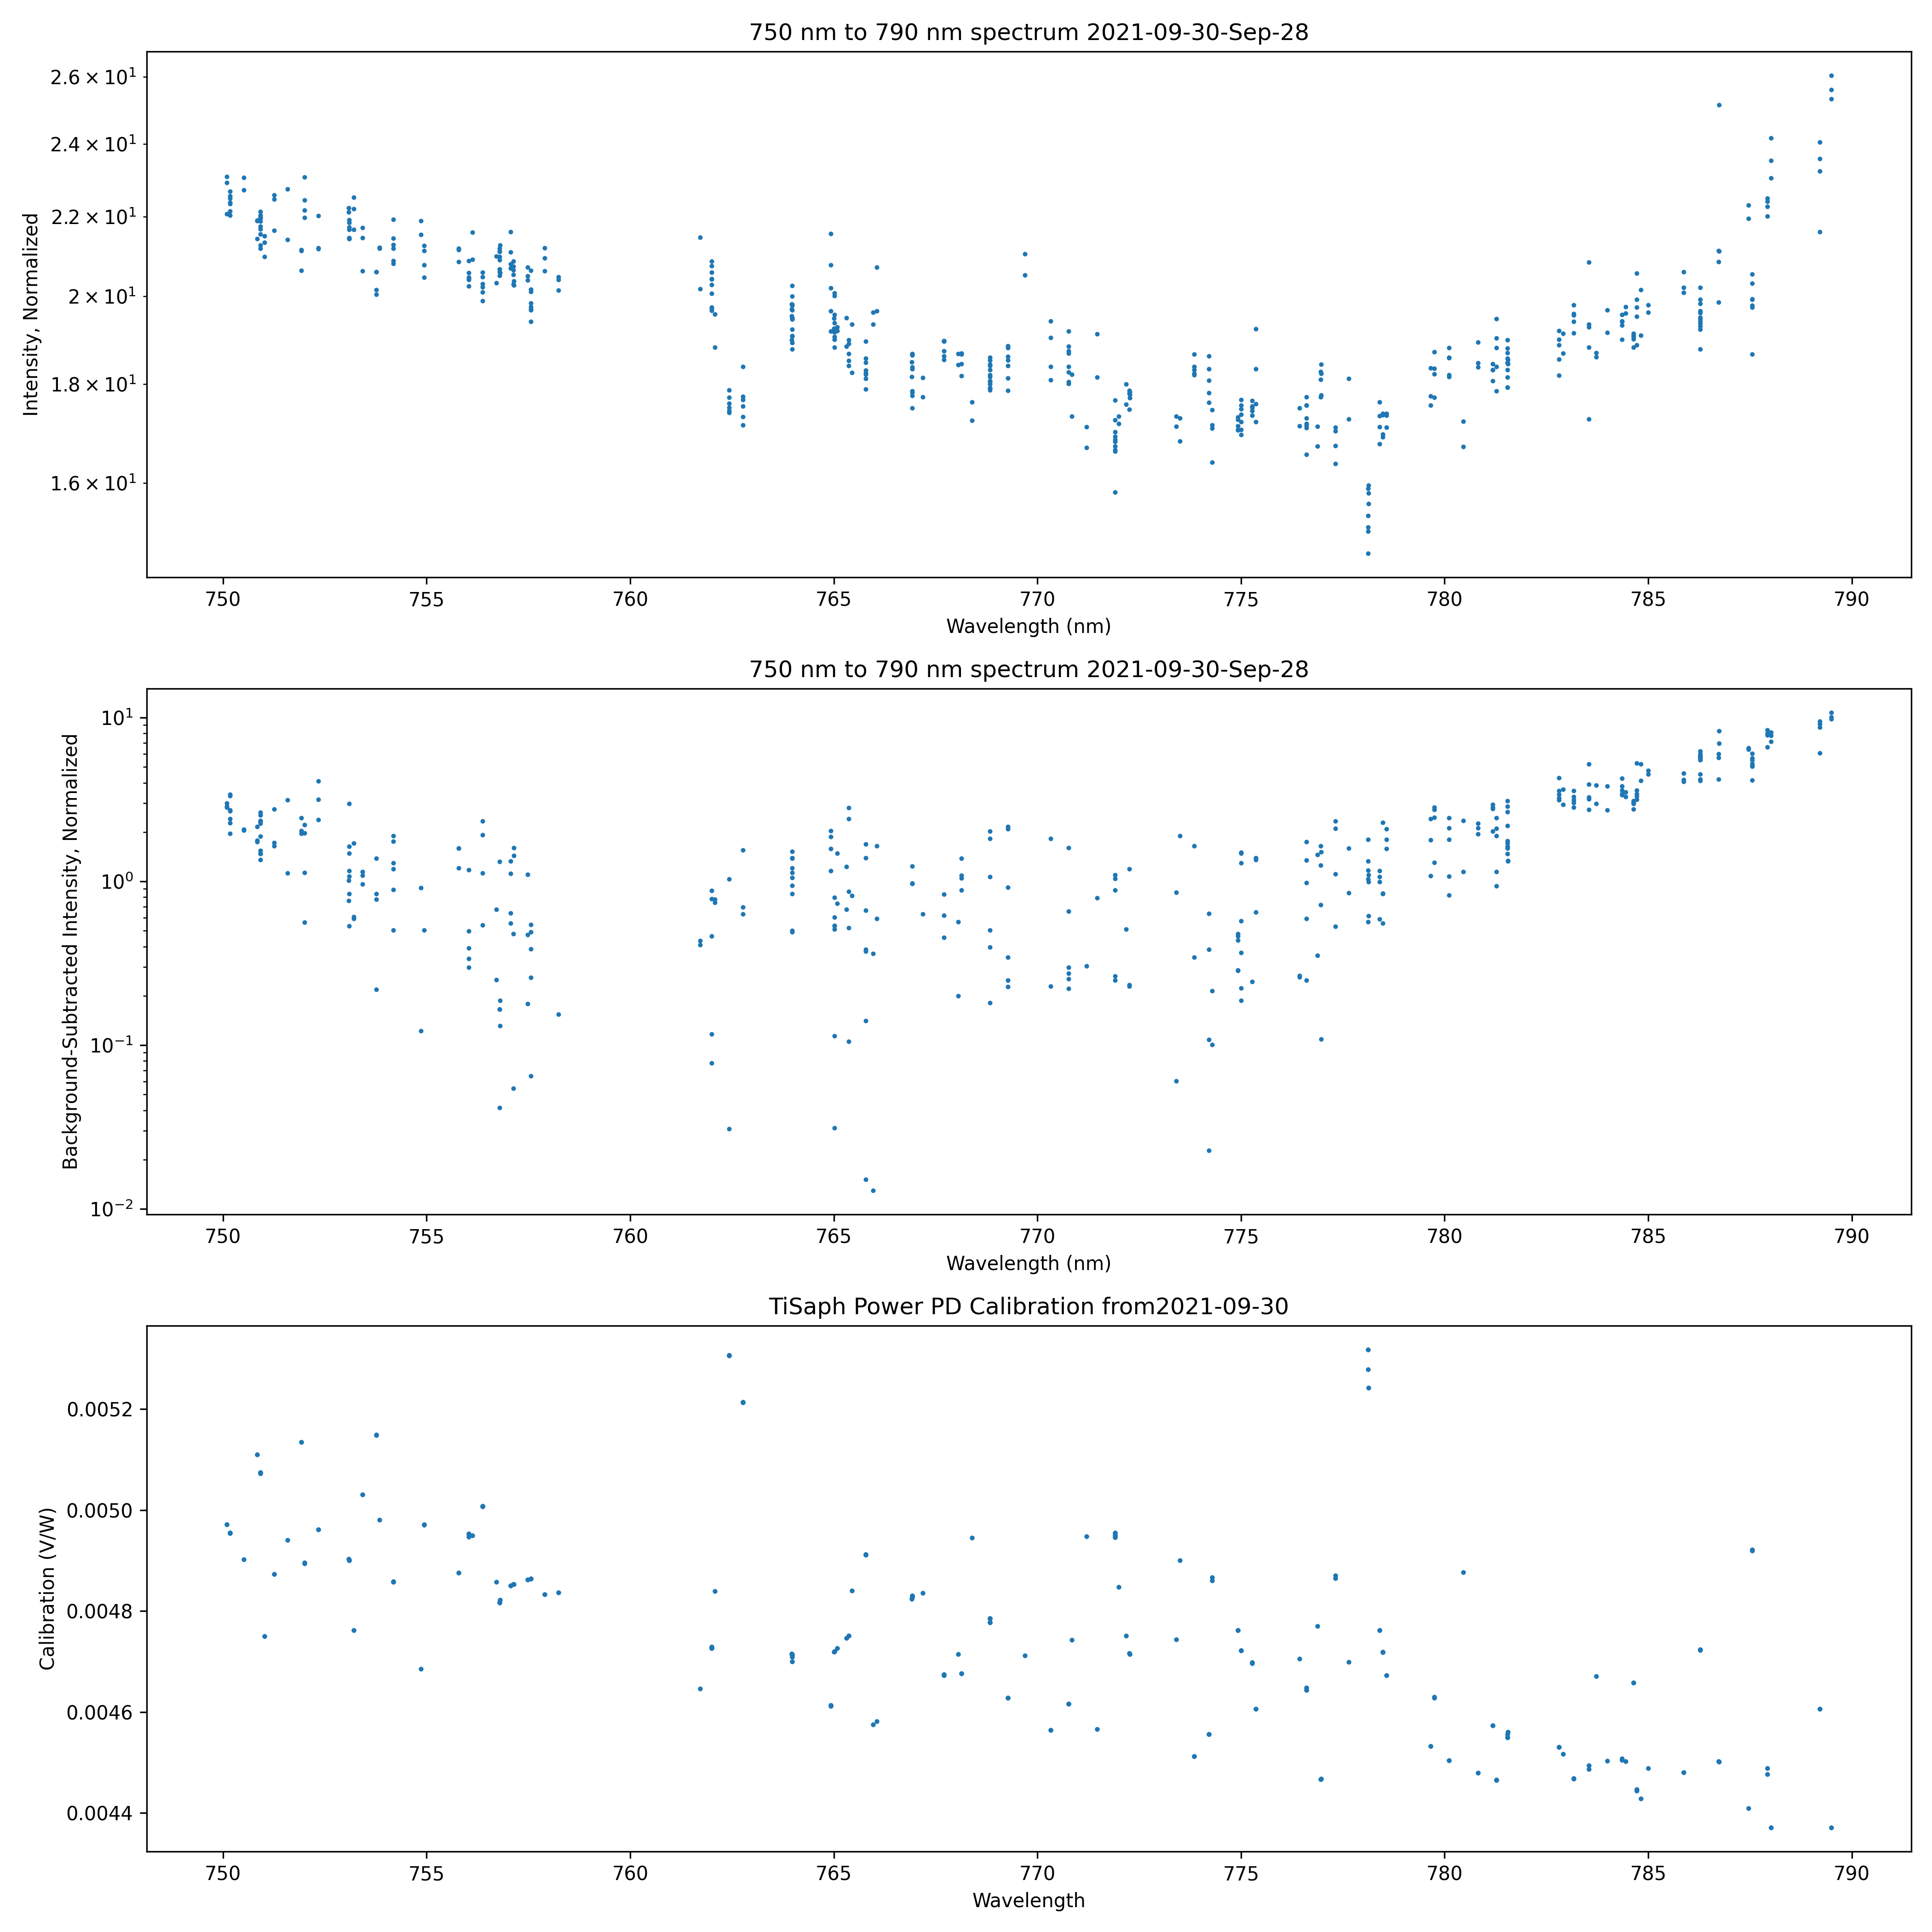 750 nm to 790 nm spectrum 2021-09-30-Sep-28
2.6 × 10¹
2.4 × 10¹
2.2 × 10¹
2 × 10¹
1.8 × 10¹
1.6 × 10¹
Intensity, Normalized
750 755 760 765 770 775 780 785 790
Wavelength (nm)
750 nm to 790 nm spectrum 2021-09-30-Sep-28
10¹
10⁰
10⁻¹
10⁻²
Background-Subtracted Intensity, Normalized
750 755 760 765 770 775 780 785 790
Wavelength (nm)
TiSaph Power PD Calibration from2021-09-30
0.0052
0.0050
0.0048
0.0046
0.0044
Calibration (V/W)
750 755 760 765 770 775 780 785 790
Wavelength